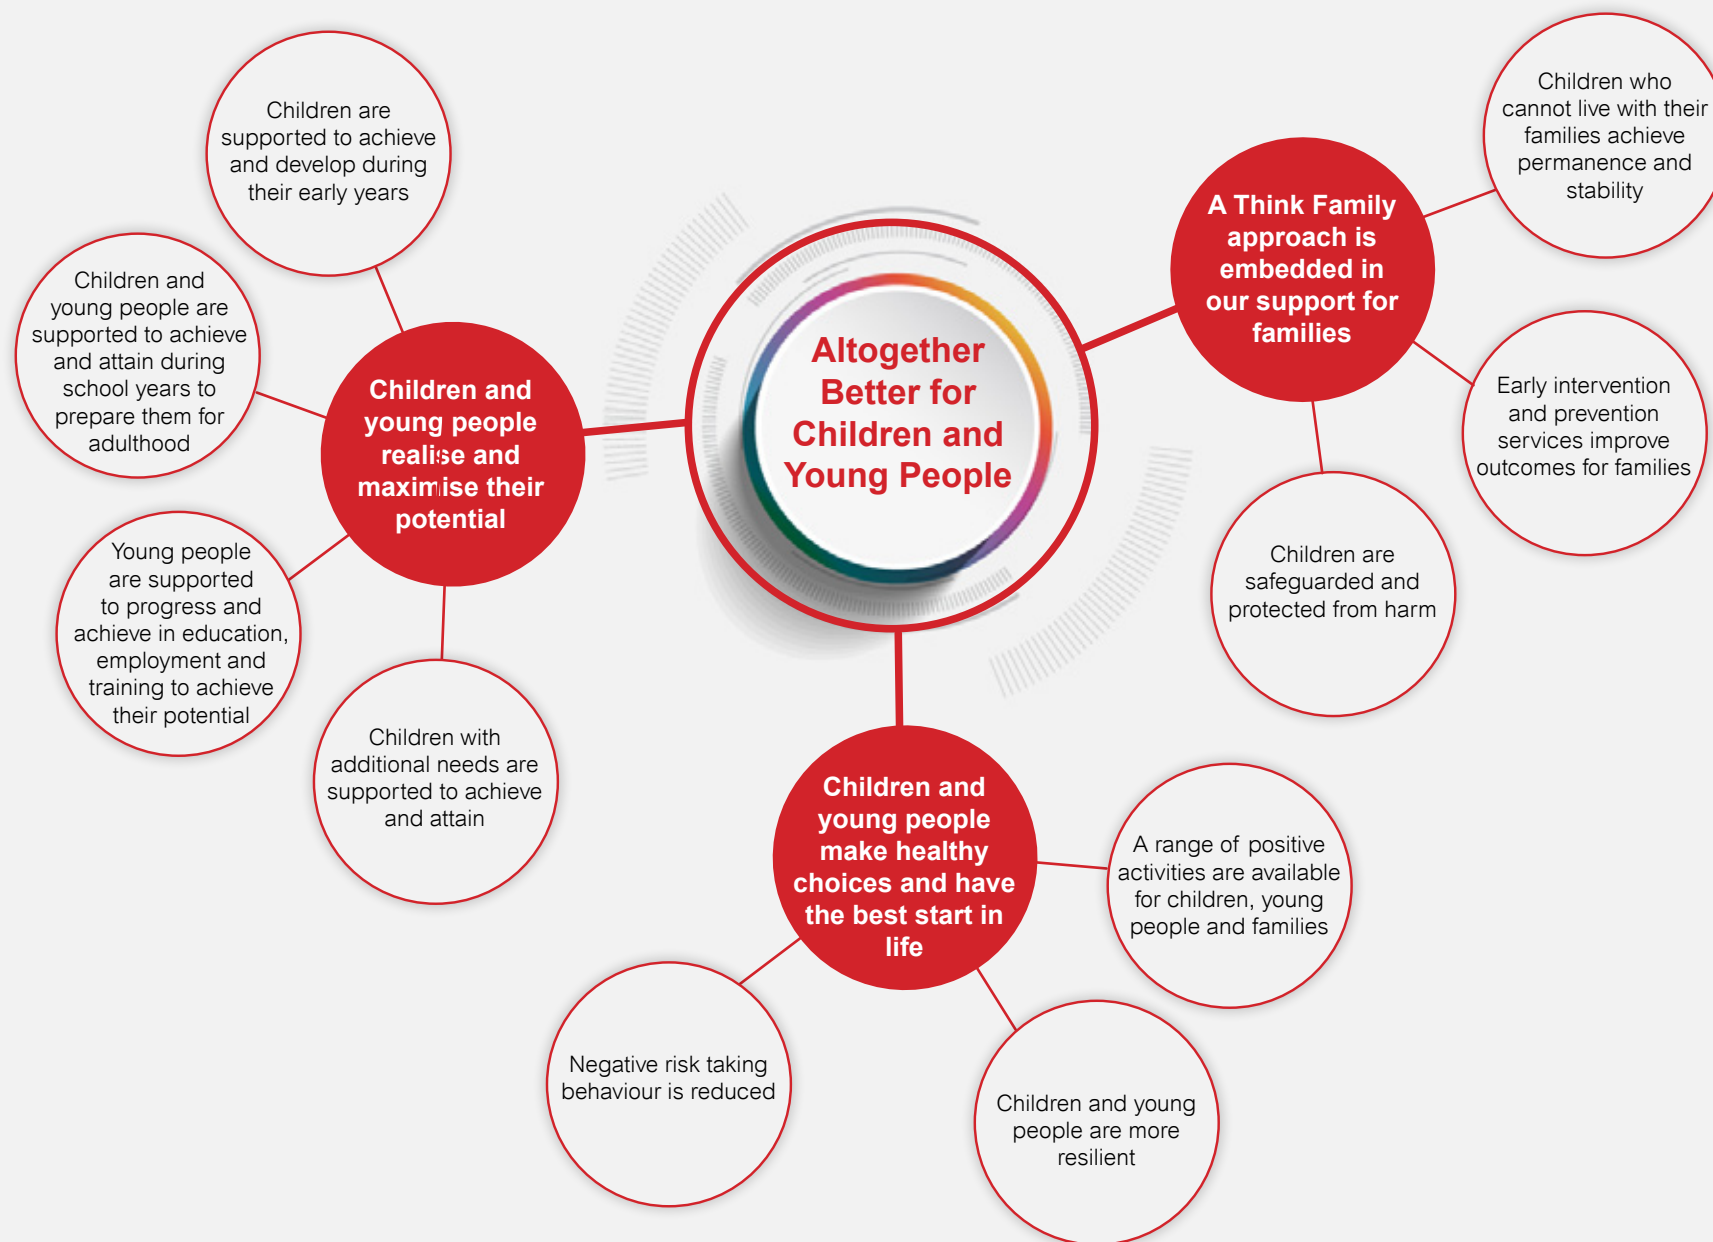 Altogether
Better for
Children and
Young People
Children and
young people
realise and
maximise their
potential
Children are
supported to achieve
and develop during
their early years
Children and
young people are
supported to achieve
and attain during
school years to
prepare them for
adulthood
Young people
are supported
to progress and
achieve in education,
employment and
training to achieve
their potential
Children with
additional needs are
supported to achieve
and attain
A Think Family
approach is
embedded in
our support for
families
Children who
cannot live with their
families achieve
permanence and
stability
Early intervention
and prevention
services improve
outcomes for families
Children are
safeguarded and
protected from harm
Children and
young people
make healthy
choices and have
the best start in
life
A range of positive
activities are available
for children, young
people and families
Children and young
people are more
resilient
Negative risk taking
behaviour is reduced